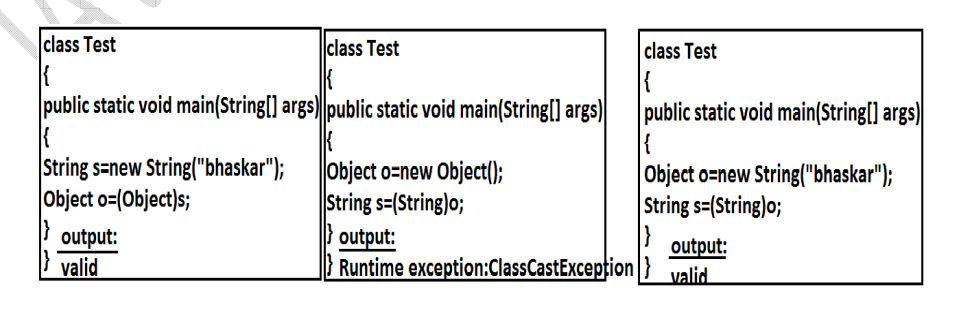 class Test
{
public static void main(String[] args)
{
String s=new String("bhaskar");
Object o=(Object)s;
}
output:
}
valid
class Test
{
public static void main(String[] args)
{
Object o=new Object();
String s=(String)o;
}
output:
} Runtime exception:ClassCastException
class Test
{
public static void main(String[] args)
{
Object o=new String("bhaskar");
String s=(String)o;
}
output:
}
valid